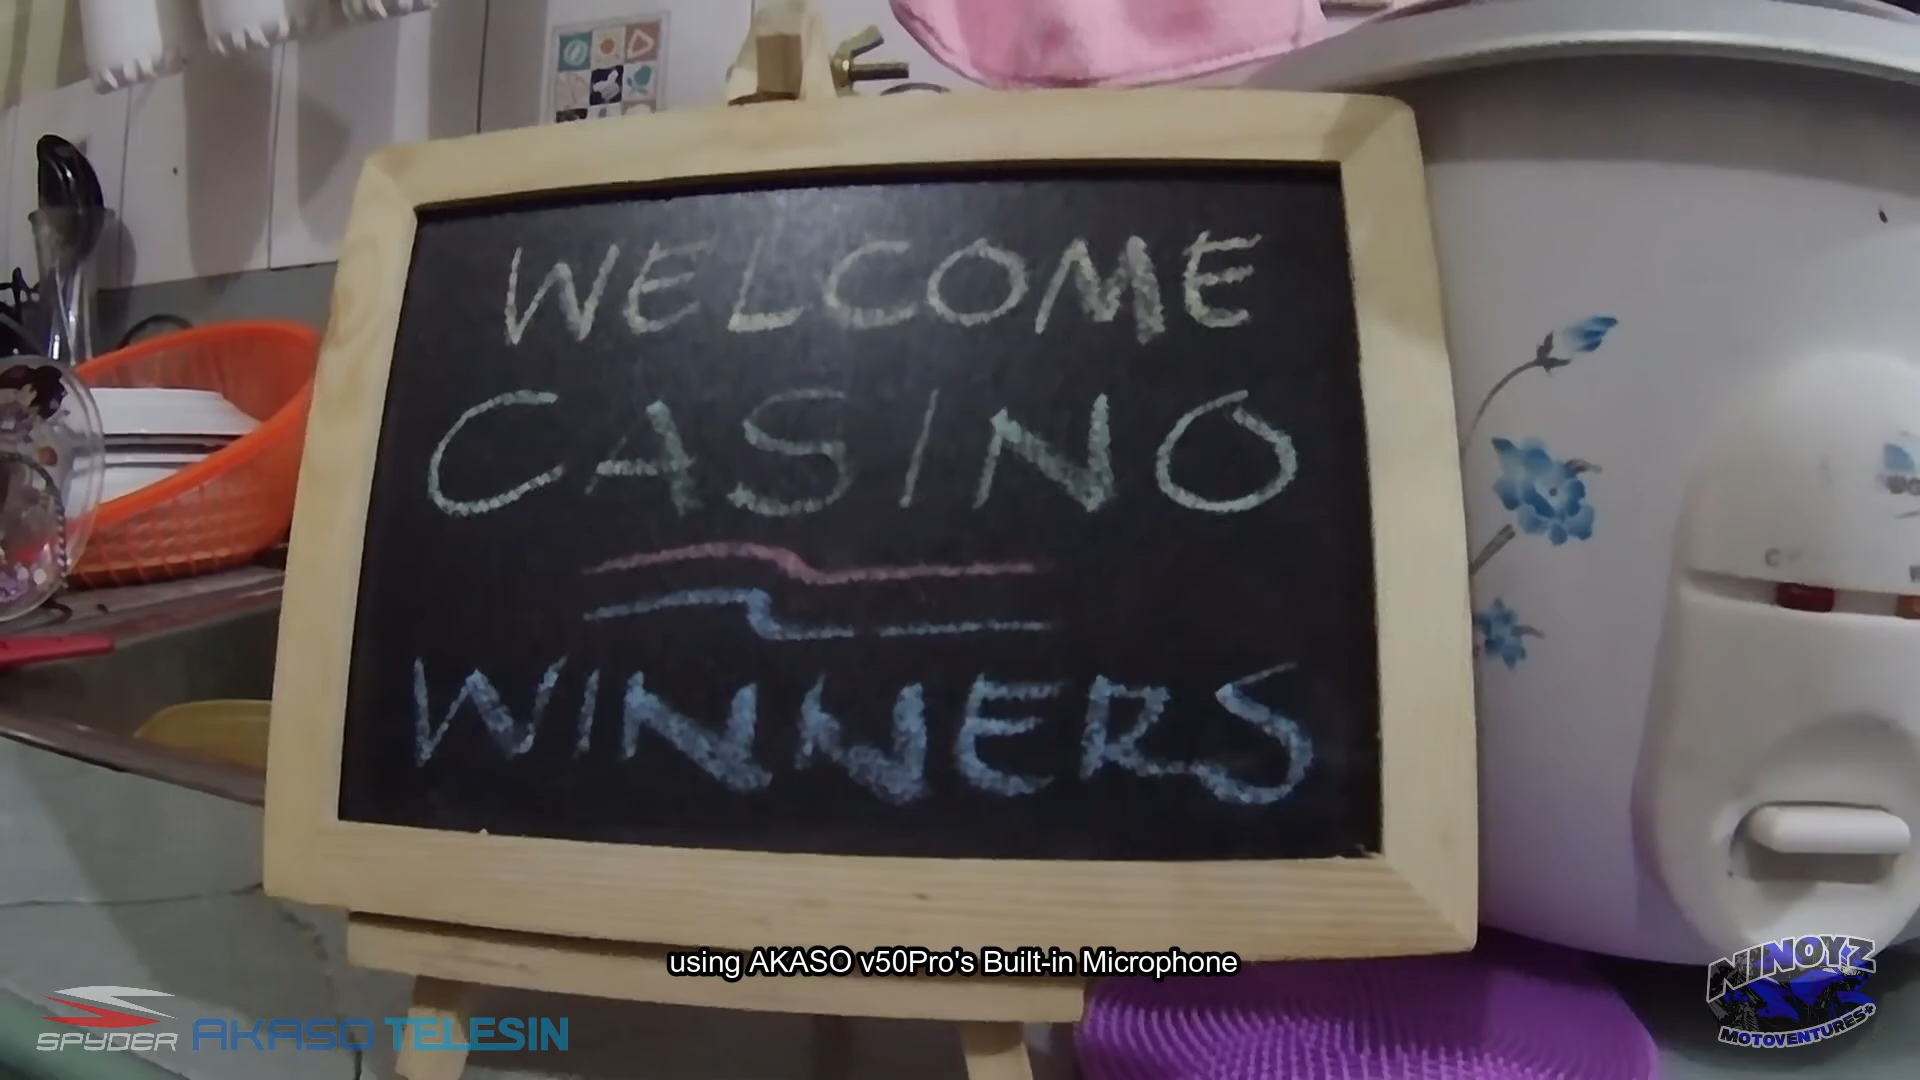 WELCOME
CASINO
WINNERS
using AKASO v50Pro's Built-in Microphone
SPYDER AKASO TELESIN
NINOYZ
MOTOVENTURES+